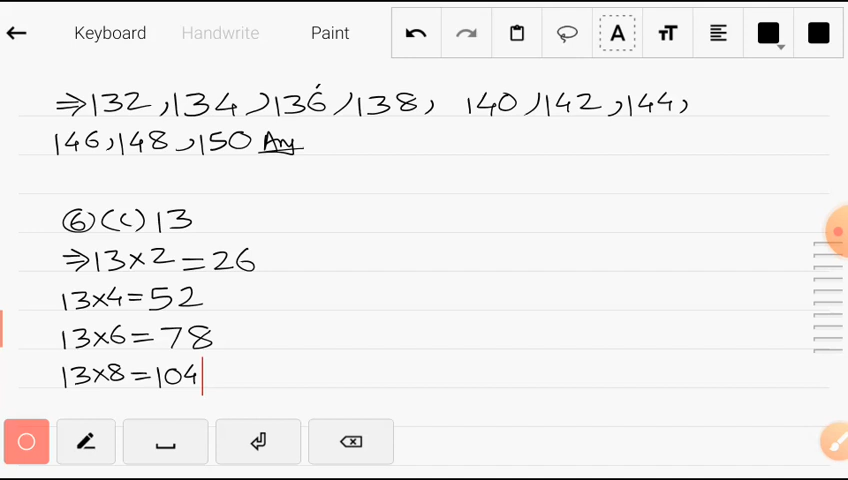 Keyboard Handwrite Paint A TT
⇒132, 134, 136, 138, 140, 142, 144,
146, 148, 150 Ans
⑥ (c) 13
⇒13×2=26
13×4=52
13×6=78
13×8=104